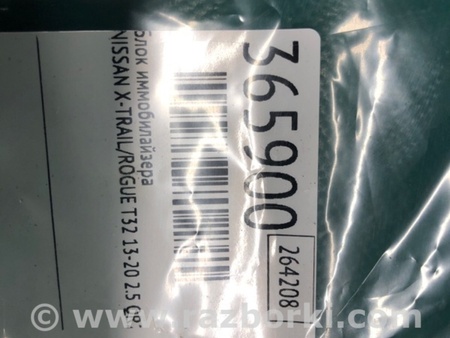 365900
264208
блок иммобилайзера
NISSAN X-TRAIL/ROGUE T32 13-20 2.5
© www.razborki.com